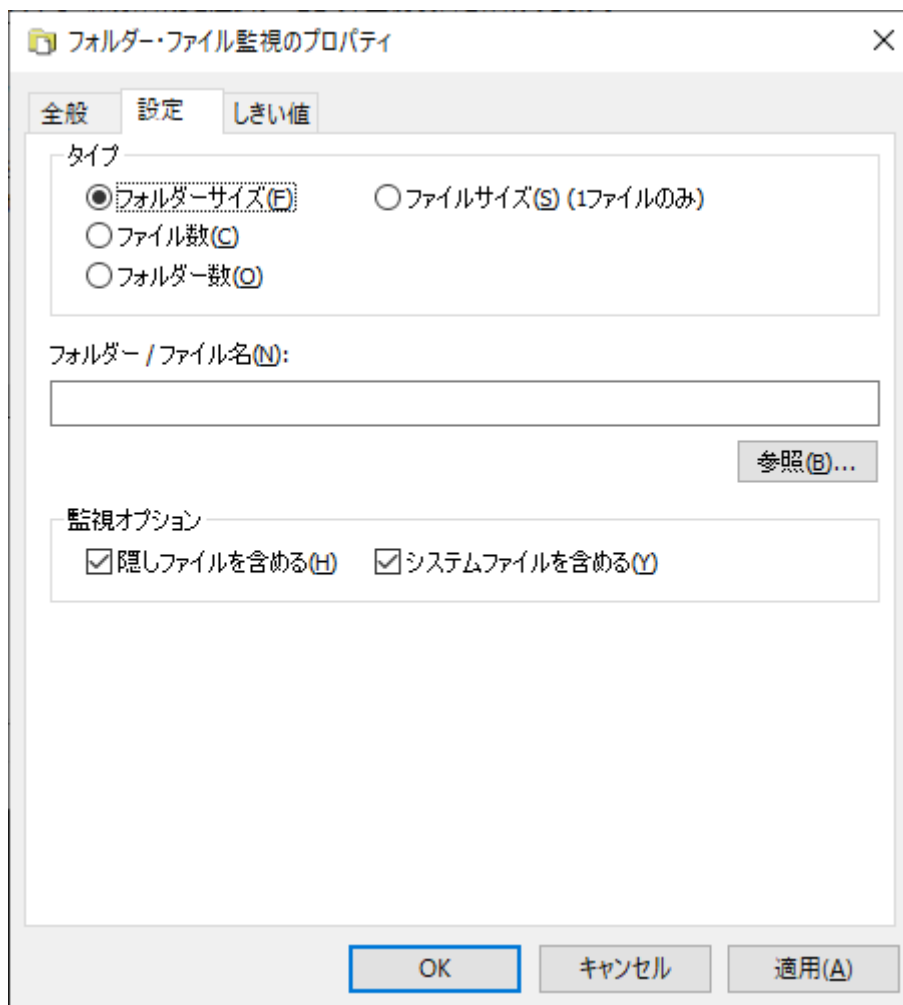 フォルダー・ファイル監視のプロパティ
全般 設定 しきい値
タイプ
フォルダーサイズ(F) ファイルサイズ(S) (1ファイルのみ)
ファイル数(C)
フォルダー数(O)
フォルダー / ファイル名(N):
参照(B)...
監視オプション
隠しファイルを含める(H) システムファイルを含める(Y)
OK キャンセル 適用(A)